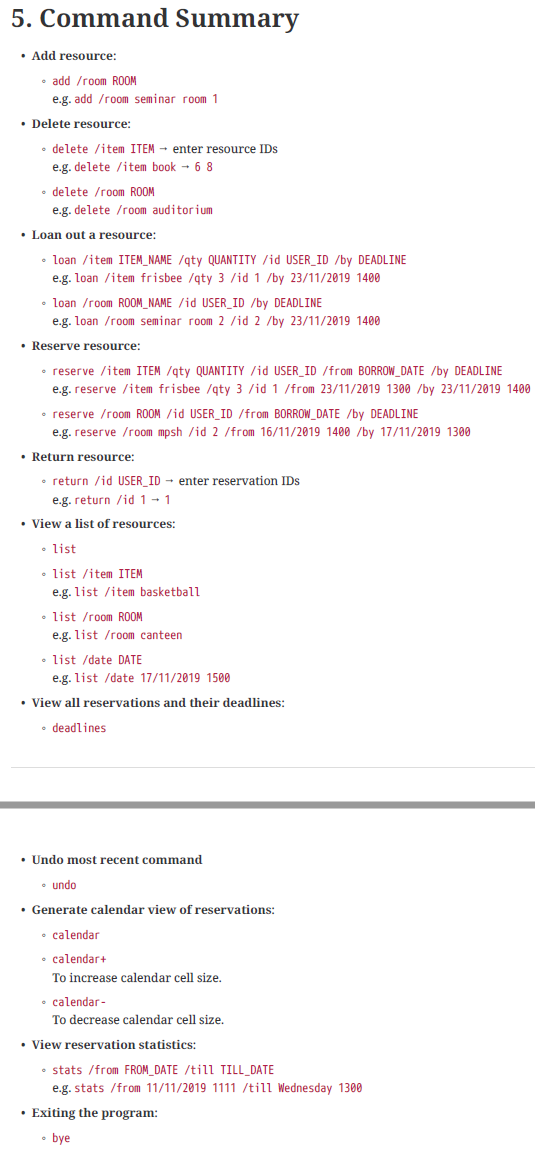 5. Command Summary
• Add resource:
◦ add /room ROOM
e.g. add /room seminar room 1
• Delete resource:
◦ delete /item ITEM → enter resource IDs
e.g. delete /item book → 6 8
◦ delete /room ROOM
e.g. delete /room auditorium
• Loan out a resource:
◦ loan /item ITEM_NAME /qty QUANTITY /id USER_ID /by DEADLINE
e.g. loan /item frisbee /qty 3 /id 1 /by 23/11/2019 1400
◦ loan /room ROOM_NAME /id USER_ID /by DEADLINE
e.g. loan /room seminar room 2 /id 2 /by 23/11/2019 1400
• Reserve resource:
◦ reserve /item ITEM /qty QUANTITY /id USER_ID /from BORROW_DATE /by DEADLINE
e.g. reserve /item frisbee /qty 3 /id 1 /from 23/11/2019 1300 /by 23/11/2019 1400
◦ reserve /room ROOM /id USER_ID /from BORROW_DATE /by DEADLINE
e.g. reserve /room mpsh /id 2 /from 16/11/2019 1400 /by 17/11/2019 1300
• Return resource:
◦ return /id USER_ID → enter reservation IDs
e.g. return /id 1 → 1
• View a list of resources:
◦ list
◦ list /item ITEM
e.g. list /item basketball
◦ list /room ROOM
e.g. list /room canteen
◦ list /date DATE
e.g. list /date 17/11/2019 1500
• View all reservations and their deadlines:
◦ deadlines
• Undo most recent command
◦ undo
• Generate calendar view of reservations:
◦ calendar
◦ calendar+
To increase calendar cell size.
◦ calendar-
To decrease calendar cell size.
• View reservation statistics:
◦ stats /from FROM_DATE /till TILL_DATE
e.g. stats /from 11/11/2019 1111 /till Wednesday 1300
• Exiting the program:
◦ bye